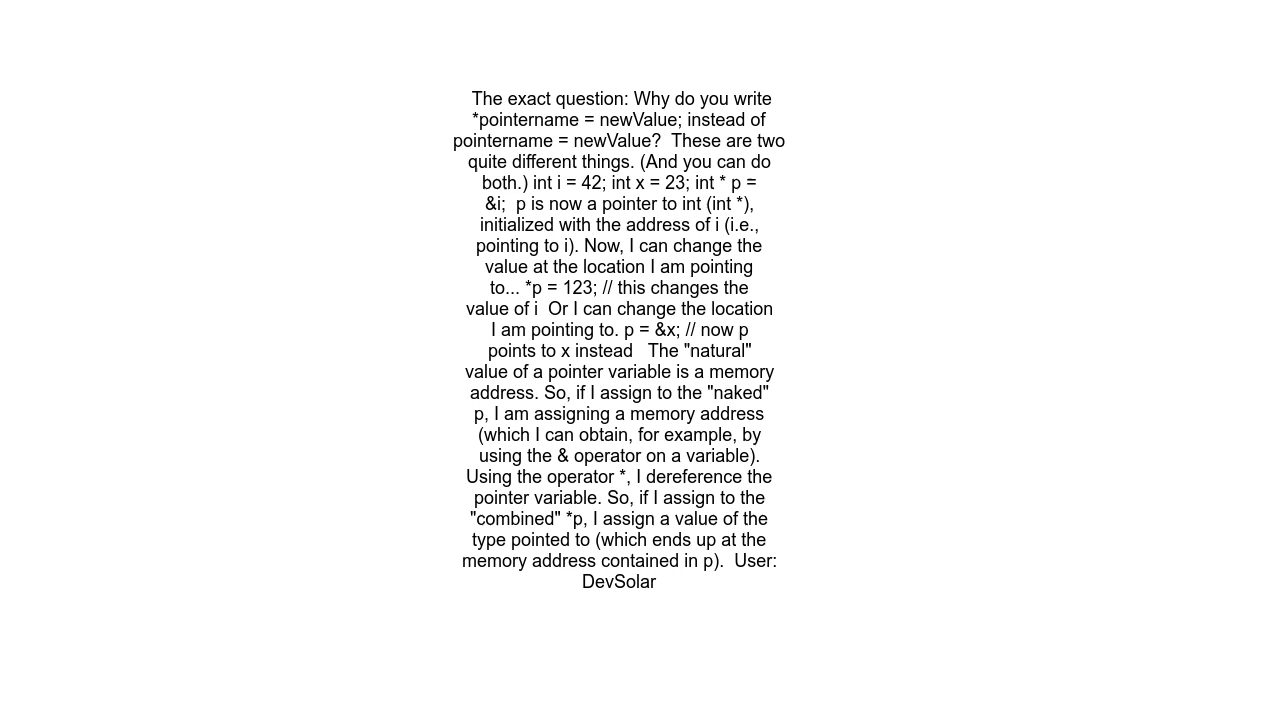 The exact question: Why do you write
*pointername = newValue; instead of
pointername = newValue?  These are two
quite different things. (And you can do
both.) int i = 42; int x = 23; int * p =
&i;  p is now a pointer to int (int *),
initialized with the address of i (i.e.,
pointing to i). Now, I can change the
value at the location I am pointing
to... *p = 123; // this changes the
value of i  Or I can change the location
I am pointing to. p = &x; // now p
points to x instead   The "natural"
value of a pointer variable is a memory
address. So, if I assign to the "naked"
p, I am assigning a memory address
(which I can obtain, for example, by
using the & operator on a variable).
Using the operator *, I dereference the
pointer variable. So, if I assign to the
"combined" *p, I assign a value of the
type pointed to (which ends up at the
memory address contained in p).  User:
DevSolar